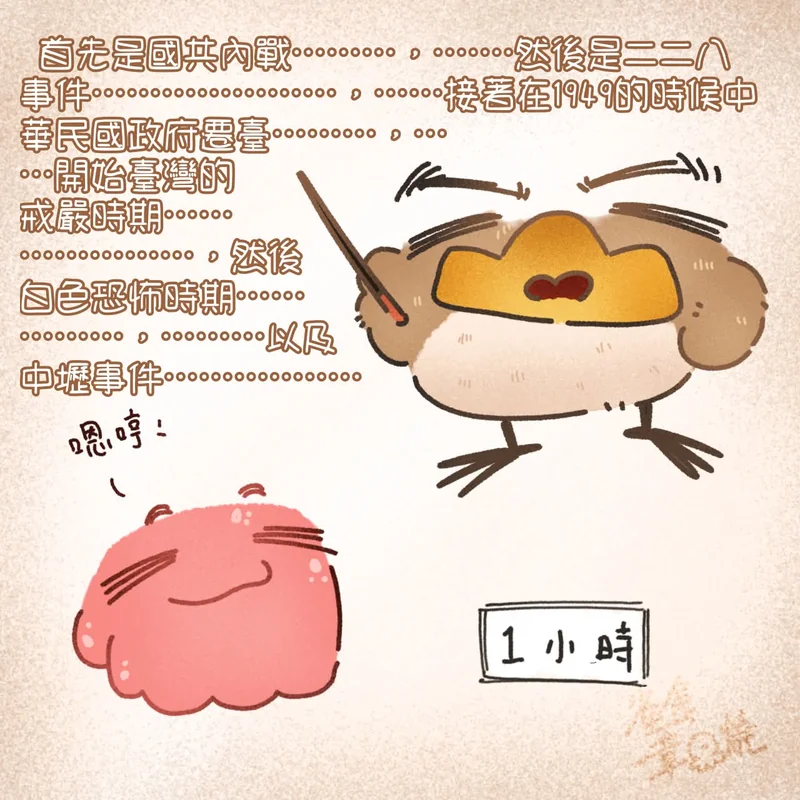 首先是國共內戰………，………然後是二二八
事件…………………，……接著在1949的時候中
華民國政府遷臺………，…
…開始臺灣的
戒嚴時期……
……………，然後
白色恐怖時期……
………，………以及
中壢事件………………
嗯哼！
1小時